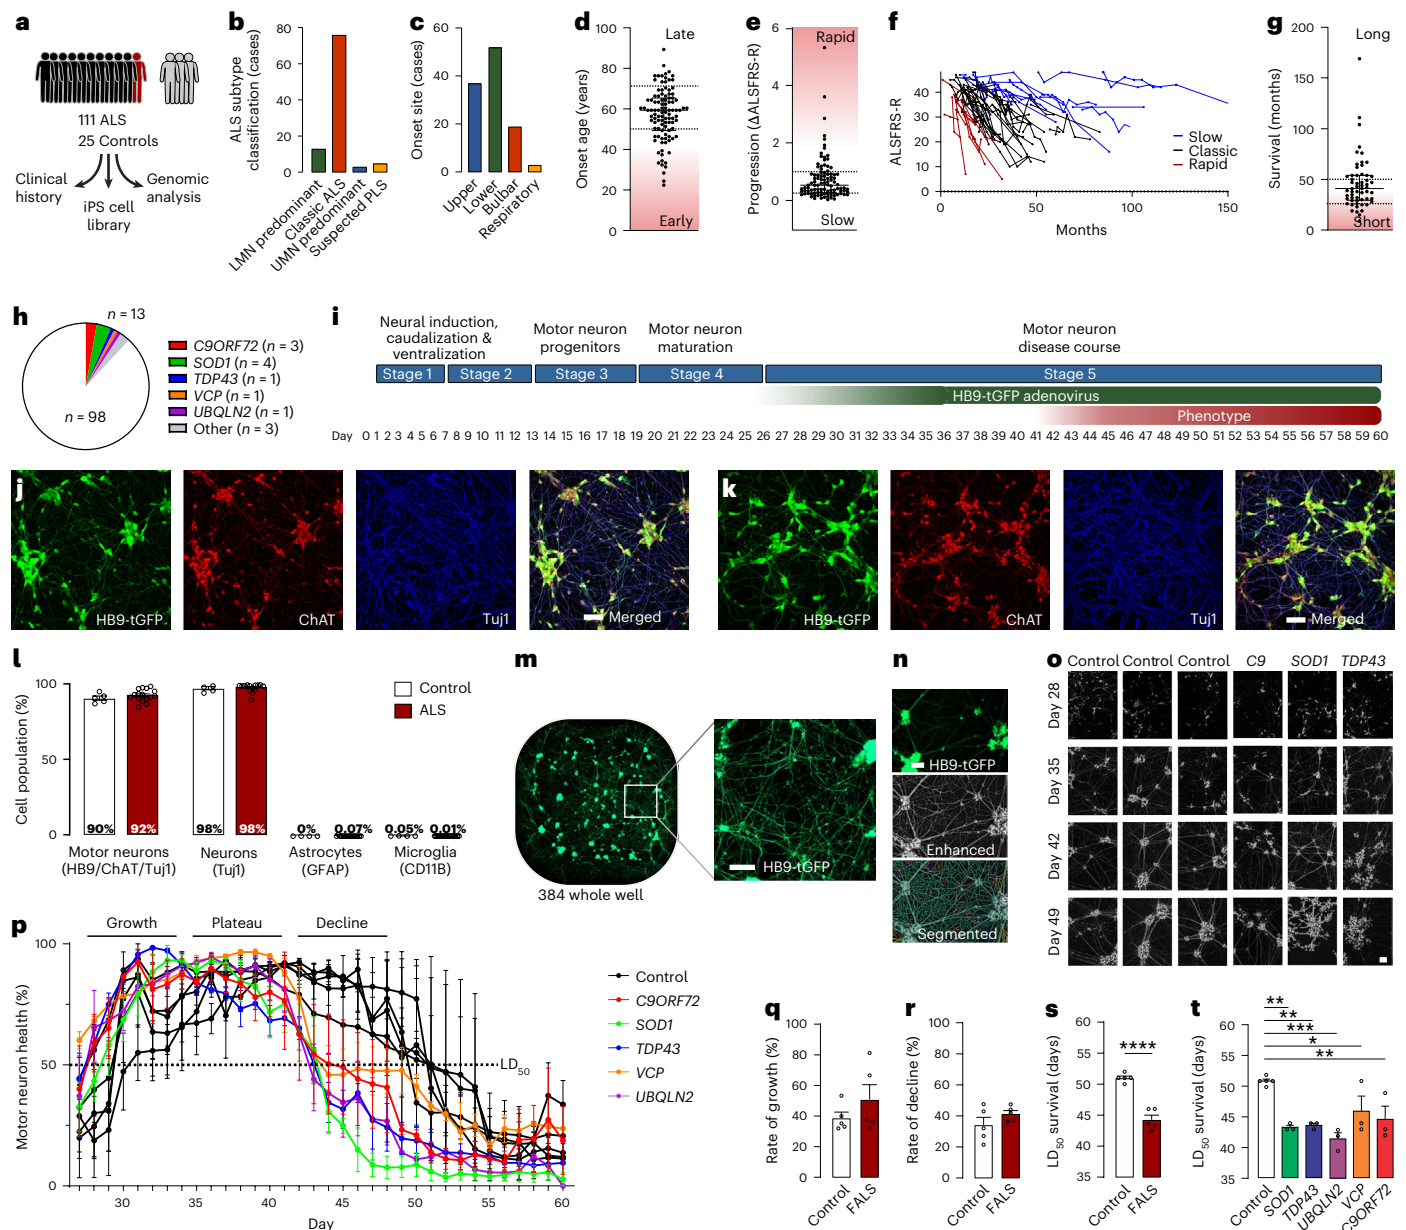 a
111 ALS
25 Controls
Clinical history
iPS cell library
Genomic analysis
b
ALS subtype classification (cases)
80
60
40
20
0
LMN predominant
Classic ALS
UMN predominant
Suspected PLS
c
Onset site (cases)
60
40
20
0
Upper
Lower
Bulbar
Respiratory
d
Onset age (years)
100
80
60
40
20
0
Late
Early
e
Progression (ΔALSFRS-R)
6
4
2
0
Rapid
Slow
f
ALSFRS-R
40
30
20
10
0
0 50 100 150
Months
Slow
Classic
Rapid
g
Survival (months)
200
150
100
50
0
Long
Short
h
n = 13
n = 98
C9ORF72 (n = 3)
SOD1 (n = 4)
TDP43 (n = 1)
VCP (n = 1)
UBQLN2 (n = 1)
Other (n = 3)
i
Neural induction, caudalization & ventralization
Motor neuron progenitors
Motor neuron maturation
Motor neuron disease course
Stage 1 Stage 2 Stage 3 Stage 4 Stage 5
HB9-tGFP adenovirus
Phenotype
Day 0 1 2 3 4 5 6 7 8 9 10 11 12 13 14 15 16 17 18 19 20 21 22 23 24 25 26 27 28 29 30 31 32 33 34 35 36 37 38 39 40 41 42 43 44 45 46 47 48 49 50 51 52 53 54 55 56 57 58 59 60
j
HB9-tGFP ChAT Tuj1 Merged
k
HB9-tGFP ChAT Tuj1 Merged
l
Cell population (%)
100
50
0
Control
ALS
90% 92% 98% 98% 0% 0.07% 0.05% 0.01%
Motor neurons (HB9/ChAT/Tuj1)
Neurons (Tuj1)
Astrocytes (GFAP)
Microglia (CD11B)
m
384 whole well
HB9-tGFP
n
HB9-tGFP
Enhanced
Segmented
o
Control Control Control C9 SOD1 TDP43
Day 28
Day 35
Day 42
Day 49
p
Growth Plateau Decline
Motor neuron health (%)
100
50
0
LD50
30 35 40 45 50 55 60
Day
Control
C9ORF72
SOD1
TDP43
VCP
UBQLN2
q
Rate of growth (%)
100
80
60
40
20
0
Control
FALS
r
Rate of decline (%)
100
80
60
40
20
0
Control
FALS
s
LD50 survival (days)
60
55
50
45
40
35
****
Control
FALS
t
LD50 survival (days)
60
55
50
45
40
35
**
**
***
*
**
Control
SOD1
TDP43
UBQLN2
VCP
C9ORF72